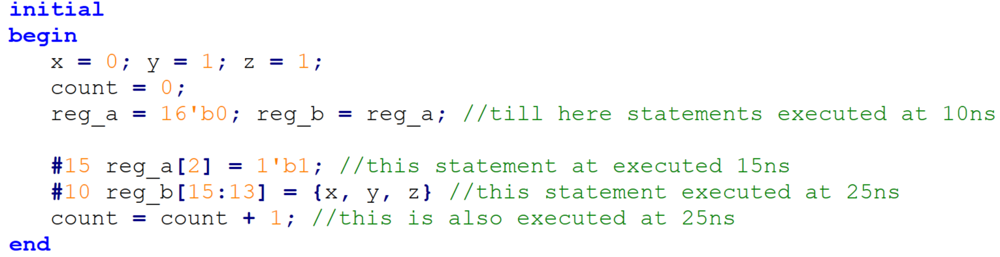 initial
begin
x = 0; y = 1; z = 1;
count = 0;
reg_a = 16'b0; reg_b = reg_a; //till here statements executed at 10ns
#15 reg_a[2] = 1'b1; //this statement at executed 15ns
#10 reg_b[15:13] = {x, y, z} //this statement executed at 25ns
count = count + 1; //this is also executed at 25ns
end